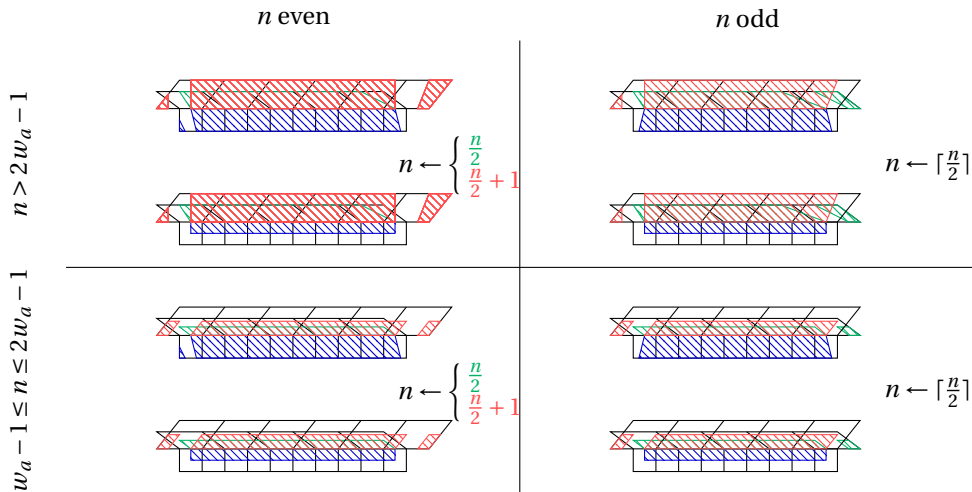 n even
n odd
n > 2w_a − 1
n ← { n/2
n/2 + 1
n ← ⌈n/2⌉
w_a − 1 ≤ n ≤ 2w_a − 1
n ← { n/2
n/2 + 1
n ← ⌈n/2⌉